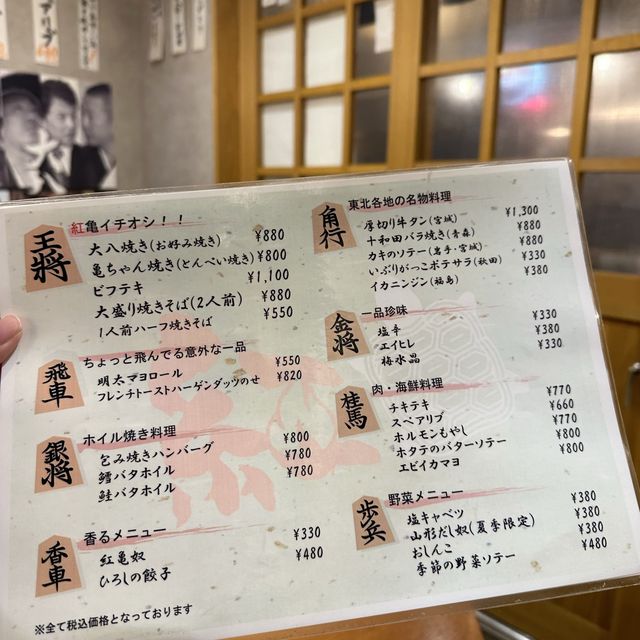 王将
紅亀イチオシ！！
大八焼き(お好み焼き) ¥880
亀ちゃん焼き(とんぺい焼き) ¥800
ビフテキ ¥1,100
大盛り焼きそば(2人前) ¥880
1人前ハーフ焼きそば ¥550
飛車
ちょっと飛んでる意外な一品
明太マヨロール ¥550
フレンチトーストハーゲンダッツのせ ¥820
銀将
ホイル焼き料理
包み焼きハンバーグ ¥800
鱈バタホイル ¥780
鮭バタホイル ¥780
香車
香るメニュー
紅亀奴 ¥330
ひろしの餃子 ¥480
※全て税込価格となっております
角行
東北各地の名物料理
厚切り牛タン(宮城) ¥1,300
十和田バラ焼き(青森) ¥880
カキのソテー(岩手・宮城) ¥880
いぶりがっこポテサラ(秋田) ¥330
イカニンジン(福島) ¥380
金将
一品珍味
塩辛 ¥330
エイヒレ ¥380
梅水晶 ¥330
桂馬
肉・海鮮料理
チキテキ ¥770
スペアリブ ¥660
ホルモンもやし ¥770
ホタテのバターソテー ¥800
エビイカマヨ ¥800
歩兵
野菜メニュー
塩キャベツ ¥380
山形だし奴(夏季限定) ¥380
おしんこ ¥380
季節の野菜ソテー ¥480